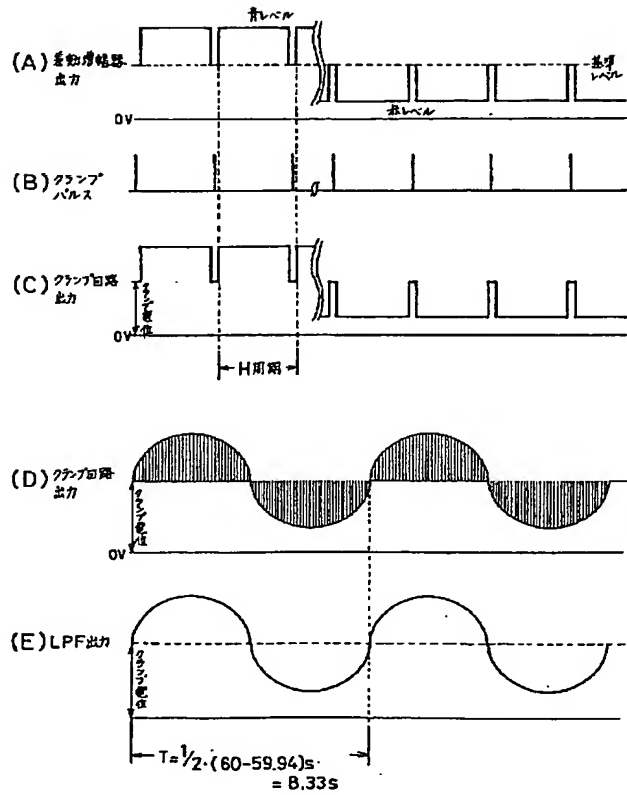 青レベル
(A) 差動増幅器
出力
基準
レベル
赤レベル
0V
(B) クランプ
パルス
(C) クランプ回路
出力
クランプ電位
0V
H周期
(D) クランプ回路
出力
クランプ電位
0V
(E) LPF出力
クランプ電位
T=1/2·(60-59.94)s
= 8.33s